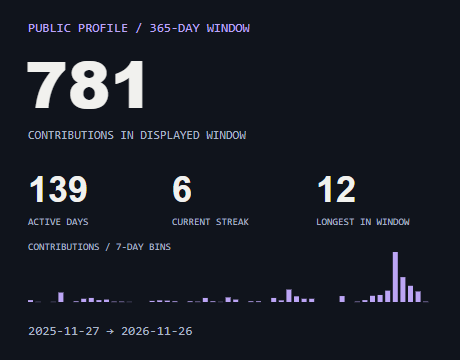 PUBLIC PROFILE / 365-DAY WINDOW
781
CONTRIBUTIONS IN DISPLAYED WINDOW
139 6 12
ACTIVE DAYS CURRENT STREAK LONGEST IN WINDOW
CONTRIBUTIONS / 7-DAY BINS
2025-11-27 → 2026-11-26